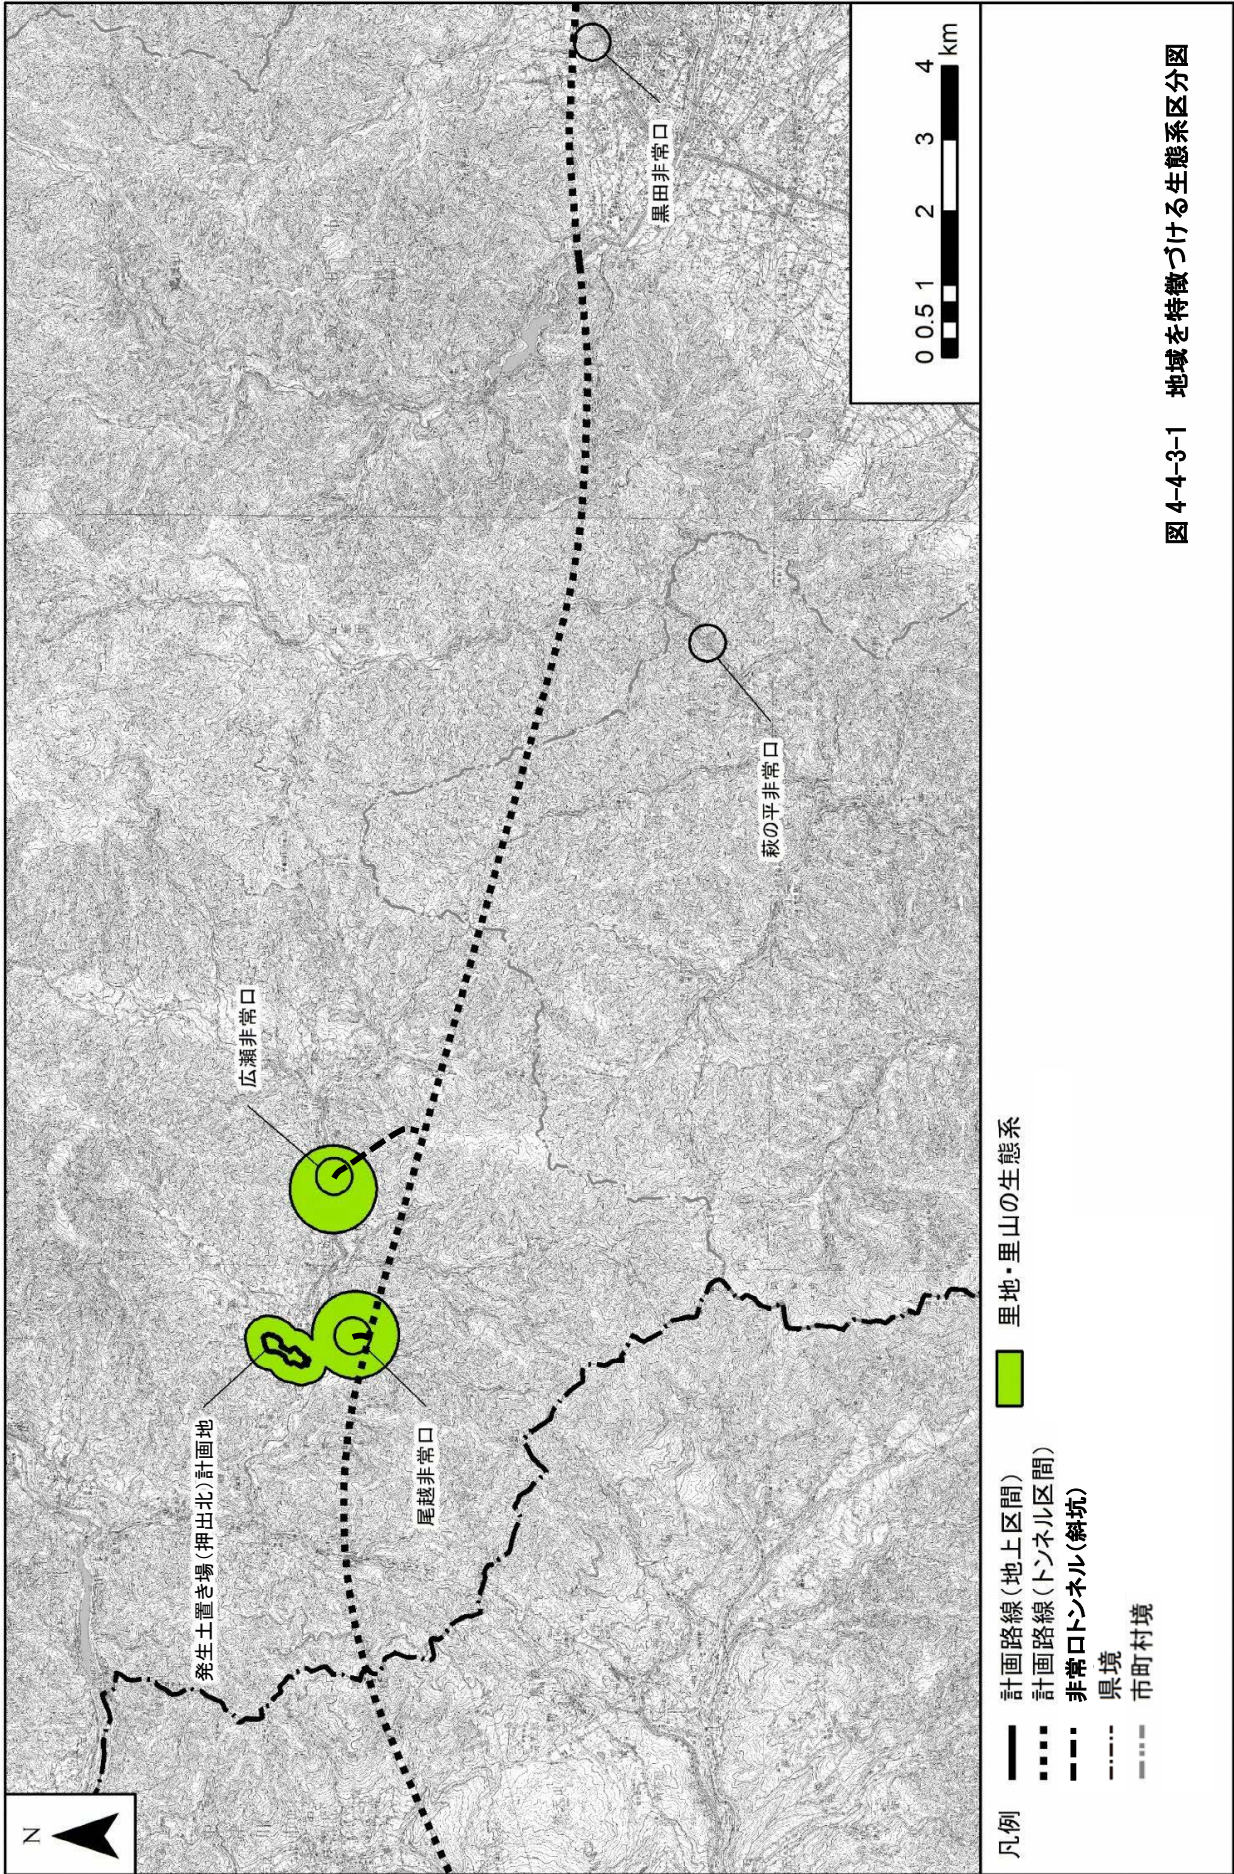 N
発生土置き場(押出北)計画地
尾越非常口
広瀬非常口
萩の平非常口
黒田非常口
0 0.5 1 2 3 4 km
凡例
計画路線(地上区間)
計画路線(トンネル区間)
非常口トンネル(斜坑)
県境
市町村境
里地・里山の生態系
図 4-4-3-1 地域を特徴づける生態系区分図